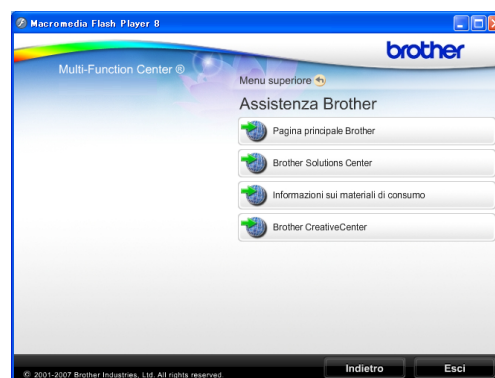 Macromedia Flash Player 8
brother
Multi-Function Center ®
Menu superiore
Assistenza Brother
Pagina principale Brother
Brother Solutions Center
Informazioni sui materiali di consumo
Brother CreativeCenter
Indietro
Esci
© 2001-2007 Brother Industries, Ltd. All rights reserved.